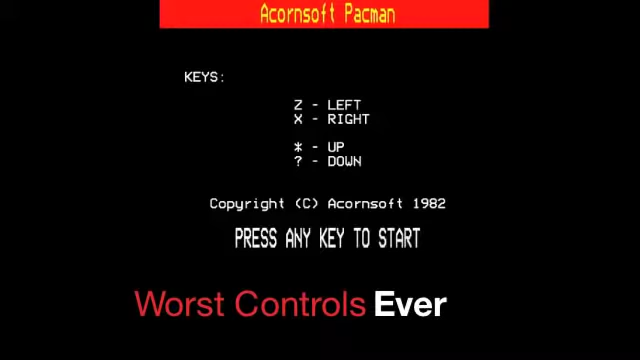 Acornsoft Pacman
KEYS:
Z - LEFT
X - RIGHT
* - UP
? - DOWN
Copyright (C) Acornsoft 1982
PRESS ANY KEY TO START
Worst Controls Ever